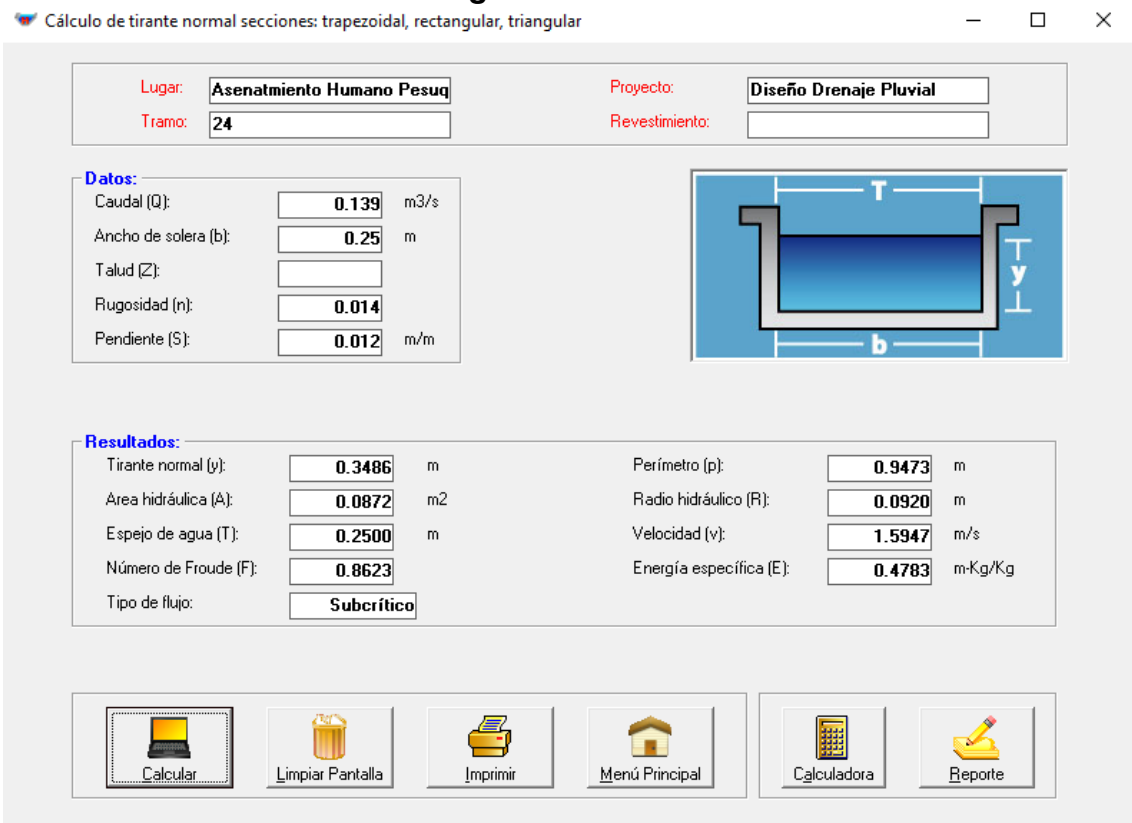 Cálculo de tirante normal secciones: trapezoidal, rectangular, triangular
Lugar: Asenatmiento Humano Pesuq Proyecto: Diseño Drenaje Pluvial
Tramo: 24 Revestimiento:
Datos:
Caudal (Q): 0.139 m3/s
Ancho de solera (b): 0.25 m
Talud (Z):
Rugosidad (n): 0.014
Pendiente (S): 0.012 m/m
T
y
b
Resultados:
Tirante normal (y): 0.3486 m Perímetro (p): 0.9473 m
Area hidráulica (A): 0.0872 m2 Radio hidráulico (R): 0.0920 m
Espejo de agua (T): 0.2500 m Velocidad (v): 1.5947 m/s
Número de Froude (F): 0.8623 Energía específica (E): 0.4783 m-Kg/Kg
Tipo de flujo: Subcrítico
Calcular Limpiar Pantalla Imprimir Menú Principal Calculadora Reporte